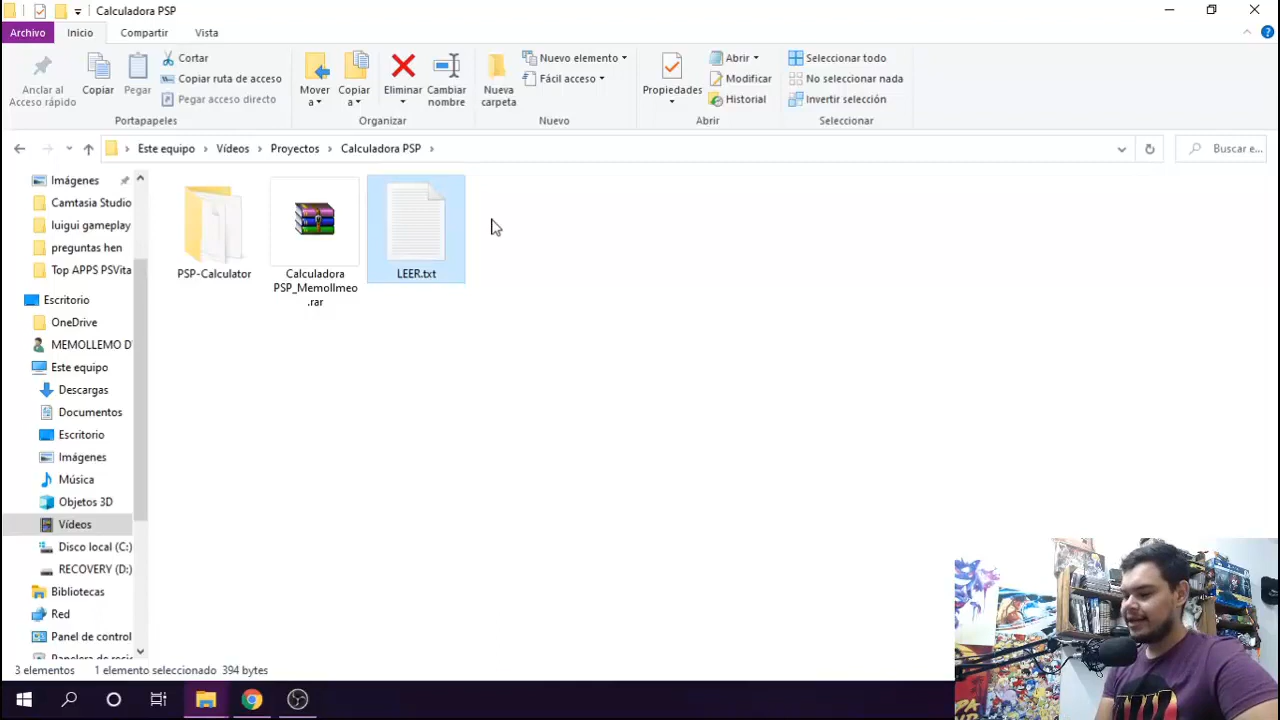 Calculadora PSP
Archivo Inicio Compartir Vista
Anclar al Acceso rápido
Copiar
Pegar
Cortar
Copiar ruta de acceso
Pegar acceso directo
Portapapeles
Mover a
Copiar a
Eliminar
Cambiar nombre
Organizar
Nueva carpeta
Nuevo elemento
Fácil acceso
Nuevo
Propiedades
Abrir
Modificar
Historial
Abrir
Seleccionar todo
No seleccionar nada
Invertir selección
Seleccionar
Este equipo Vídeos Proyectos Calculadora PSP
Buscar e...
Imágenes
Camtasia Studio
luigui gameplay
preguntas hen
Top APPS PSVita
Escritorio
OneDrive
MEMOLLEMO D
Este equipo
Descargas
Documentos
Escritorio
Imágenes
Música
Objetos 3D
Vídeos
Disco local (C:)
RECOVERY (D:)
Bibliotecas
Red
Panel de control
PSP-Calculator
Calculadora
PSP_Memollmeo
.rar
LEER.txt
3 elementos 1 elemento seleccionado 394 bytes